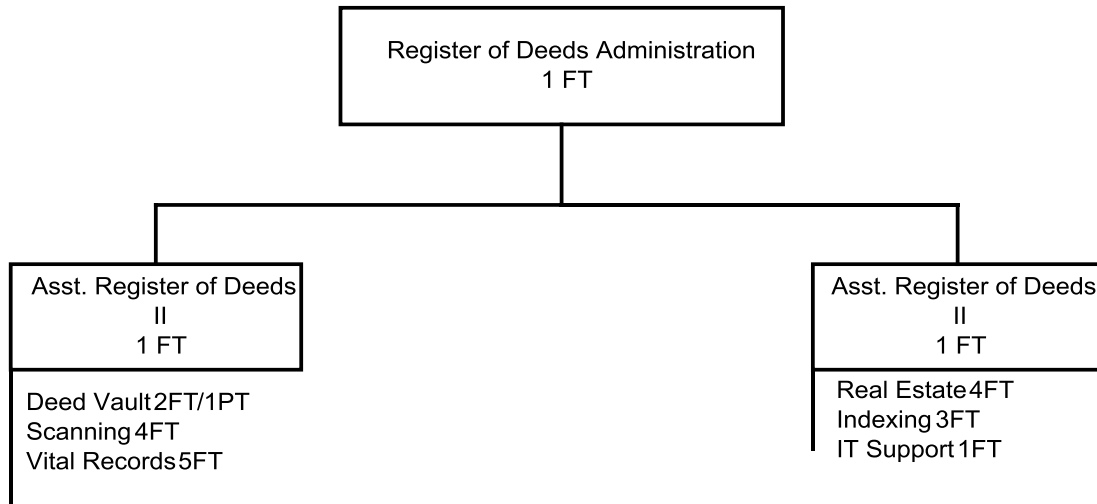 Register of Deeds Administration
1 FT
Asst. Register of Deeds
II
1 FT
Deed Vault 2FT/1PT
Scanning 4FT
Vital Records 5FT
Asst. Register of Deeds
II
1 FT
Real Estate 4FT
Indexing 3FT
IT Support 1FT